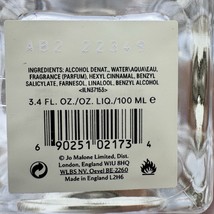 INGREDIENTS: ALCOHOL DENAT., WATER\AQUA\EAU,
FRAGRANCE (PARFUM), HEXYL CINNAMAL, BENZYL
SALICYLATE, FARNESOL, LINALOOL, BENZYL ALCOHOL
<ILN37155>
3.4 FL. OZ./OZ. LIQ./100 ML ℮
6 90251 02173 4
© Jo Malone Limited, Dist.
London, England W1U 8HQ
WLBS NV. Oevel BE-2260
Made in England L2H6